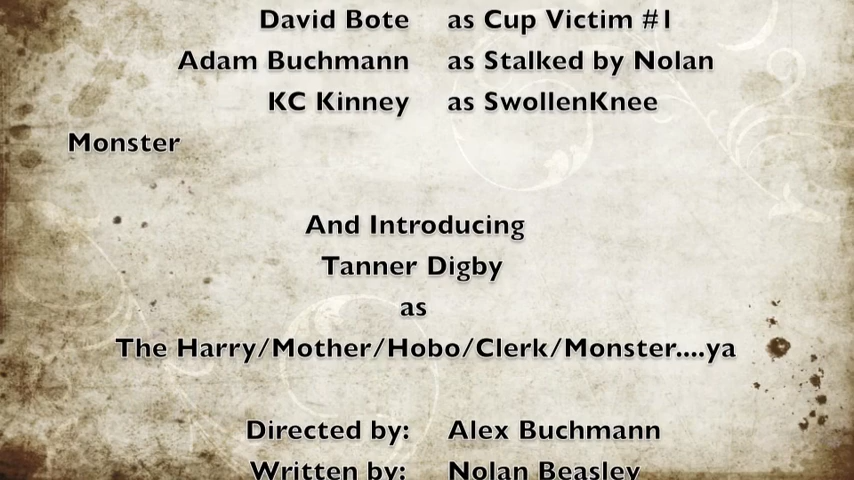 David Bote as Cup Victim #1
Adam Buchmann as Stalked by Nolan
KC Kinney as SwollenKnee
Monster
And Introducing
Tanner Digby
as
The Harry/Mother/Hobo/Clerk/Monster....ya
Directed by: Alex Buchmann
Written by: Nolan Beasley